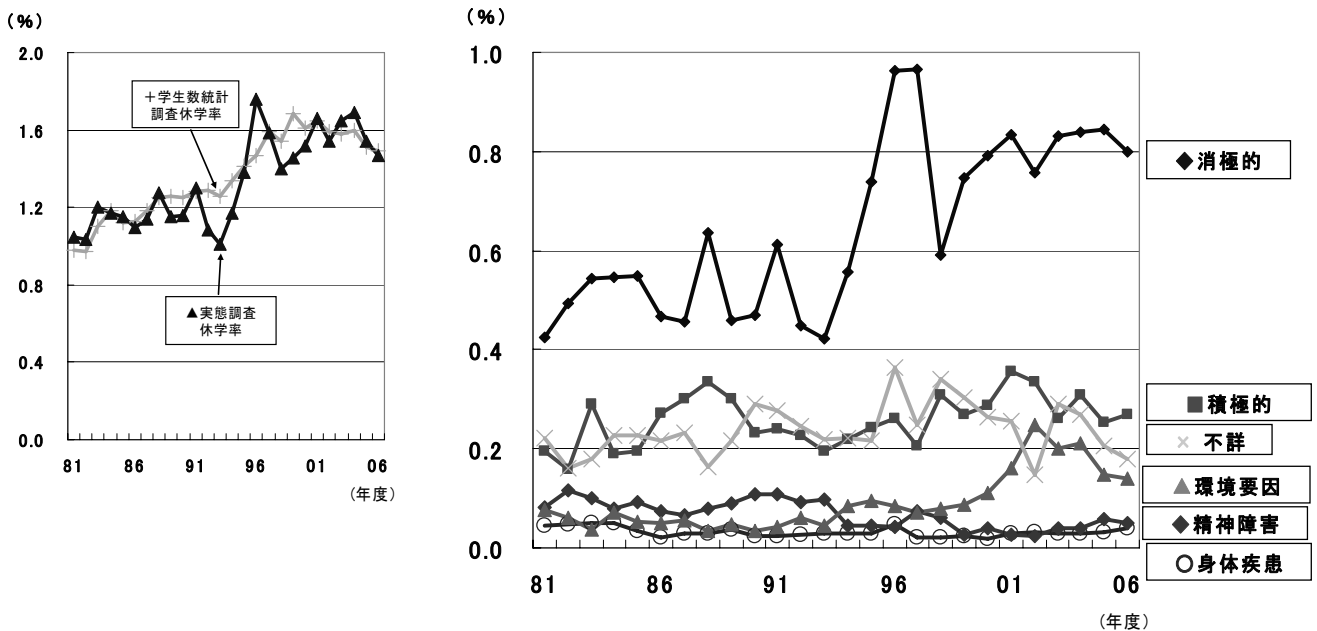 (%)
2.0
1.6
1.2
0.8
0.4
0.0
81 86 91 96 01 06
(年度)
+学生数統計
調査休学率
▲実態調査
休学率
(%)
1.0
0.8
0.6
0.4
0.2
0.0
81 86 91 96 01 06
(年度)
◆消極的
■積極的
× 不詳
▲環境要因
◆精神障害
○身体疾患